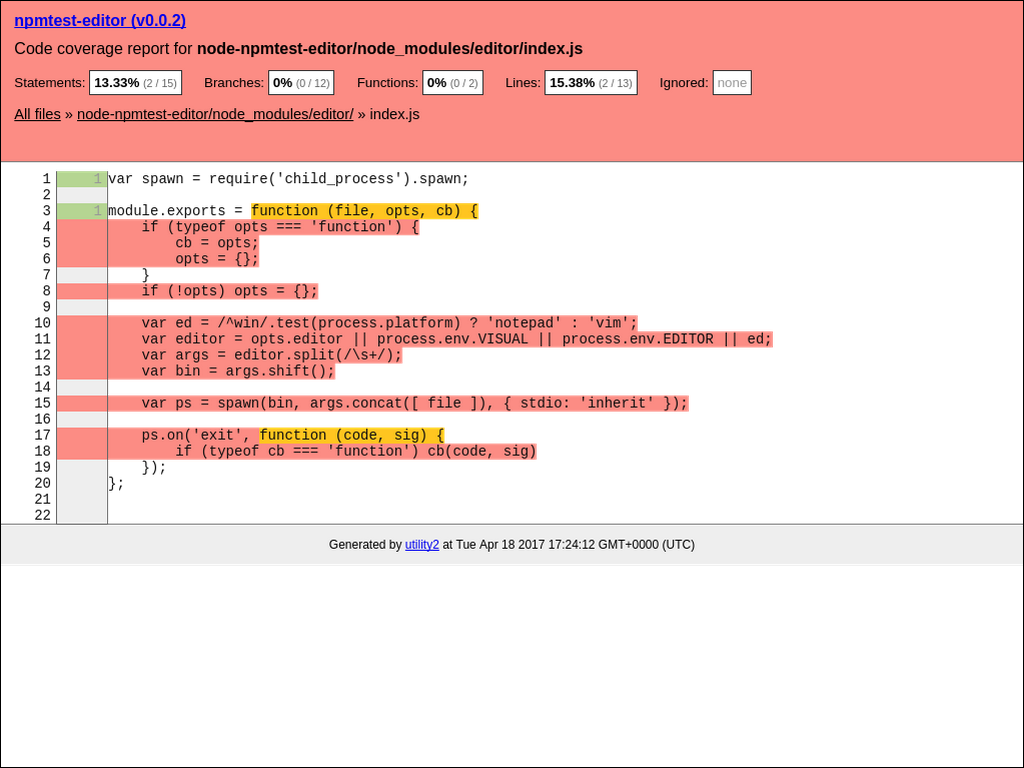 npmtest-editor (v0.0.2)
Code coverage report for node-npmtest-editor/node_modules/editor/index.js
Statements: 13.33% (2 / 15) Branches: 0% (0 / 12) Functions: 0% (0 / 2) Lines: 15.38% (2 / 13) Ignored: none
All files » node-npmtest-editor/node_modules/editor/ » index.js
1 1 var spawn = require('child_process').spawn;
2
3 1 module.exports = function (file, opts, cb) {
4     if (typeof opts === 'function') {
5         cb = opts;
6         opts = {};
7     }
8     if (!opts) opts = {};
9
10     var ed = /^win/.test(process.platform) ? 'notepad' : 'vim';
11     var editor = opts.editor || process.env.VISUAL || process.env.EDITOR || ed;
12     var args = editor.split(/\s+/);
13     var bin = args.shift();
14
15     var ps = spawn(bin, args.concat([ file ]), { stdio: 'inherit' });
16
17     ps.on('exit', function (code, sig) {
18         if (typeof cb === 'function') cb(code, sig)
19     });
20 };
21
22
Generated by utility2 at Tue Apr 18 2017 17:24:12 GMT+0000 (UTC)